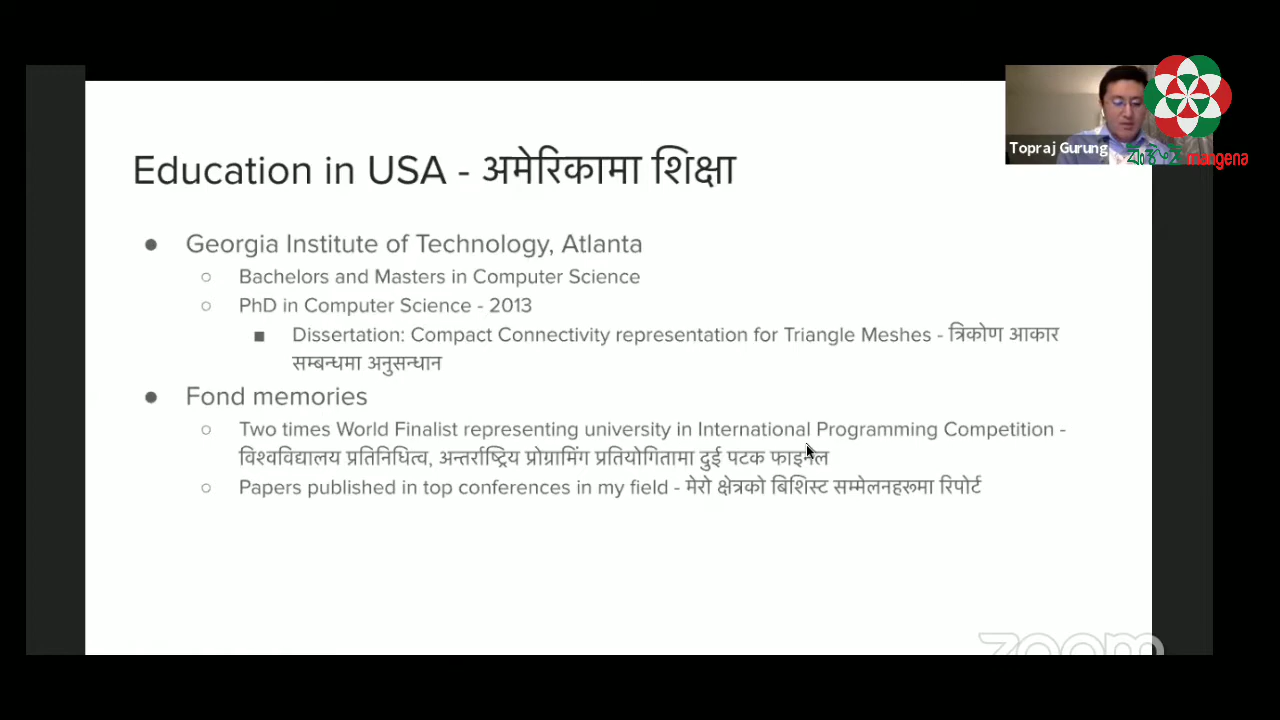 Education in USA - अमेरिकामा शिक्षा
Topraj Gurung
mangena
● Georgia Institute of Technology, Atlanta
○ Bachelors and Masters in Computer Science
○ PhD in Computer Science - 2013
■ Dissertation: Compact Connectivity representation for Triangle Meshes - त्रिकोण आकार
सम्बन्धमा अनुसन्धान
● Fond memories
○ Two times World Finalist representing university in International Programming Competition -
विश्वविद्यालय प्रतिनिधित्व, अन्तर्राष्ट्रिय प्रोग्रामिंग प्रतियोगितामा दुई पटक फाइनल
○ Papers published in top conferences in my field - मेरो क्षेत्रको बिशिस्ट सम्मेलनहरूमा रिपोर्ट
zoom